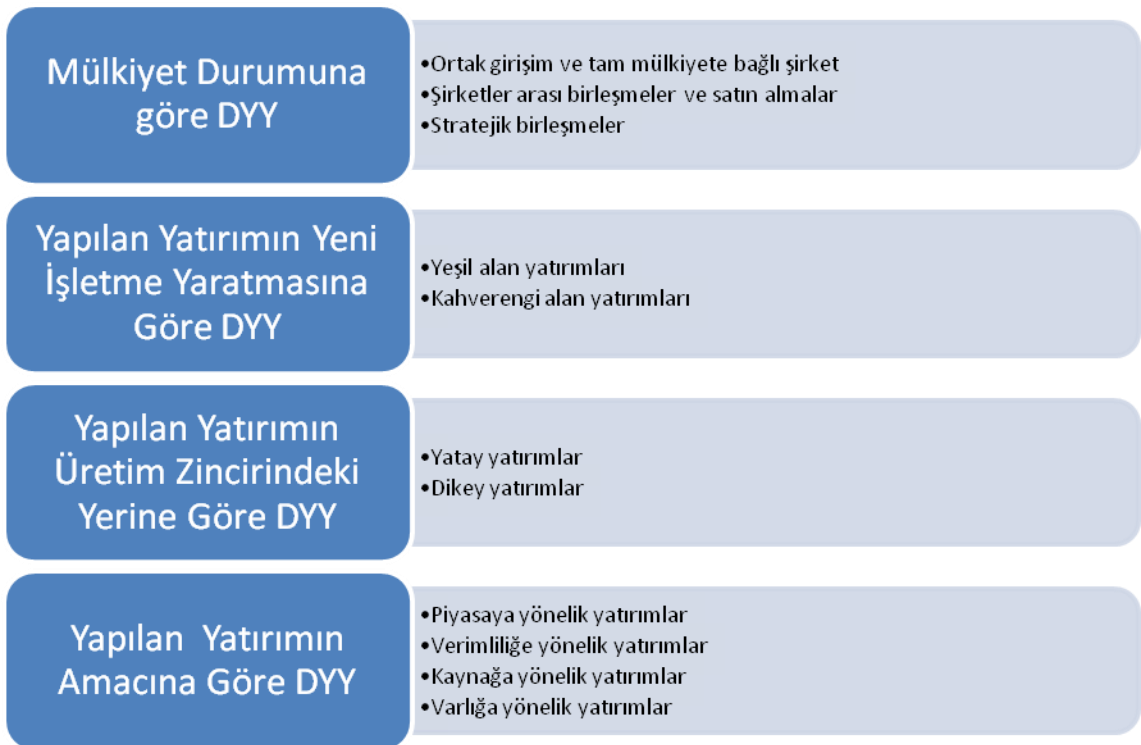 Mülkiyet Durumuna
göre DYY
•Ortak girişim ve tam mülkiyete bağlı şirket
•Şirketler arası birleşmeler ve satın almalar
•Stratejik birleşmeler
Yapılan Yatırımın Yeni
İşletme Yaratmasına
Göre DYY
•Yeşil alan yatırımları
•Kahverengi alan yatırımları
Yapılan Yatırımın
Üretim Zincirindeki
Yerine Göre DYY
•Yatay yatırımlar
•Dikey yatırımlar
Yapılan Yatırımın
Amacına Göre DYY
•Piyasaya yönelik yatırımlar
•Verimliliğe yönelik yatırımlar
•Kaynağa yönelik yatırımlar
•Varlığa yönelik yatırımlar